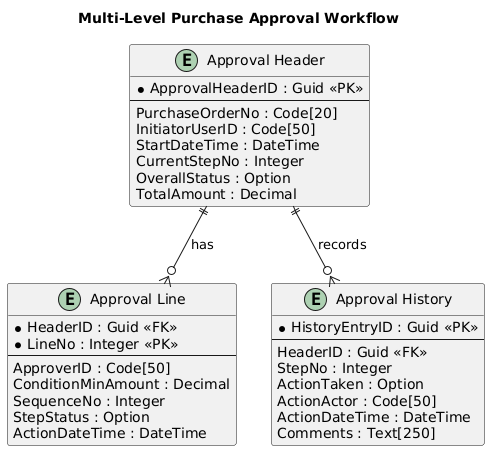 Multi-Level Purchase Approval Workflow
E Approval Header
* ApprovalHeaderID : Guid «PK»
PurchaseOrderNo : Code[20]
InitiatorUserID : Code[50]
StartDateTime : DateTime
CurrentStepNo : Integer
OverallStatus : Option
TotalAmount : Decimal
has
records
E Approval Line
* HeaderID : Guid «FK»
* LineNo : Integer «PK»
ApproverID : Code[50]
ConditionMinAmount : Decimal
SequenceNo : Integer
StepStatus : Option
ActionDateTime : DateTime
E Approval History
* HistoryEntryID : Guid «PK»
HeaderID : Guid «FK»
StepNo : Integer
ActionTaken : Option
ActionActor : Code[50]
ActionDateTime : DateTime
Comments : Text[250]